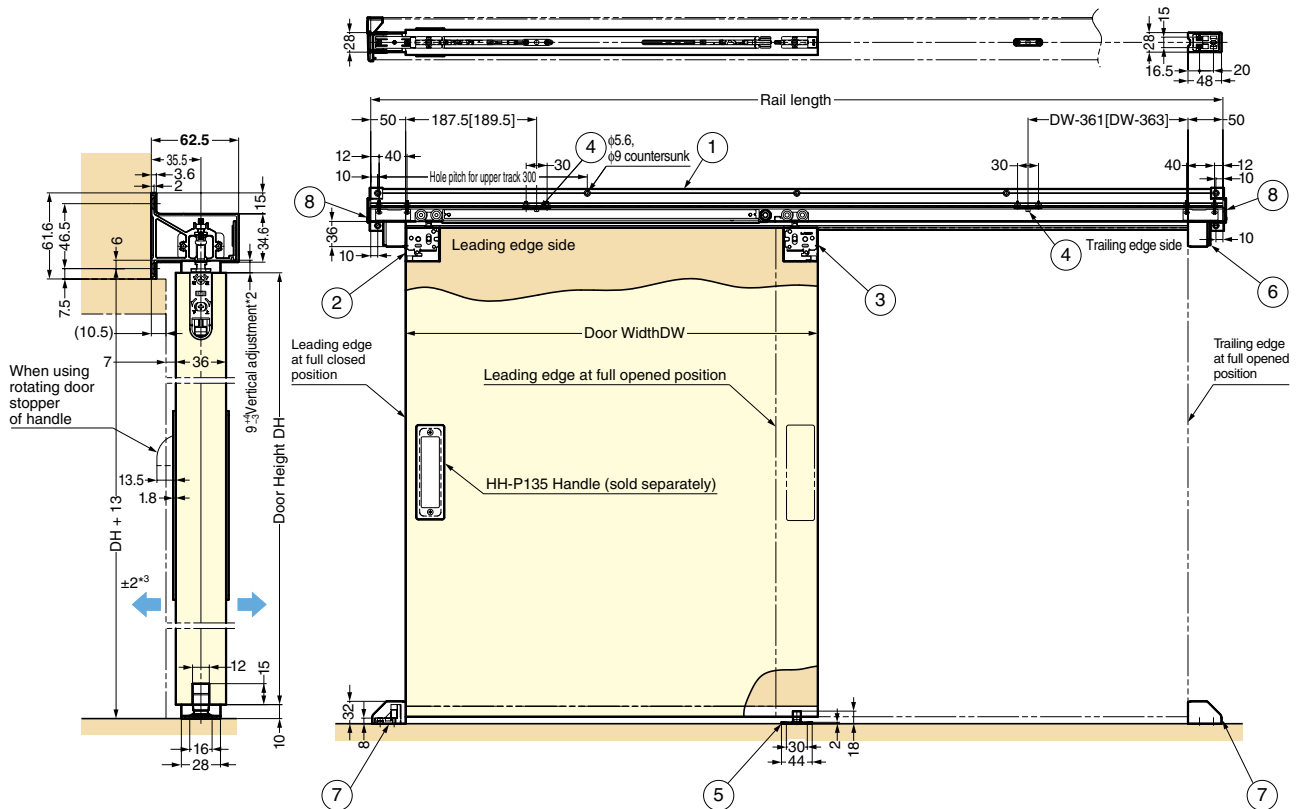 28
15
28
16.5
20
48
Rail length
50
187.5[189.5]
DW-361[DW-363]
50
62.5
35.5
3.6
2
12
40
30
4
φ5.6,
φ9 countersunk
1
30
40
12
10
Hole pitch for upper track 300
10
15
61.6
46.5
6
34.6
7.5
8
36
10
Leading edge side
Trailing edge side
4
10
8
2
3
6
(10.5)
7
36
9 +4 -3 Vertical adjustment*2
Door WidthDW
When using
rotating door
stopper
of handle
Leading edge
at full closed
position
Leading edge at full opened position
Trailing edge
at full opened
position
13.5
1.8
HH-P135 Handle (sold separately)
DH + 13
Door Height DH
±2*3
12
15
16
28
10
32
8
30
44
2
18
7
5
7